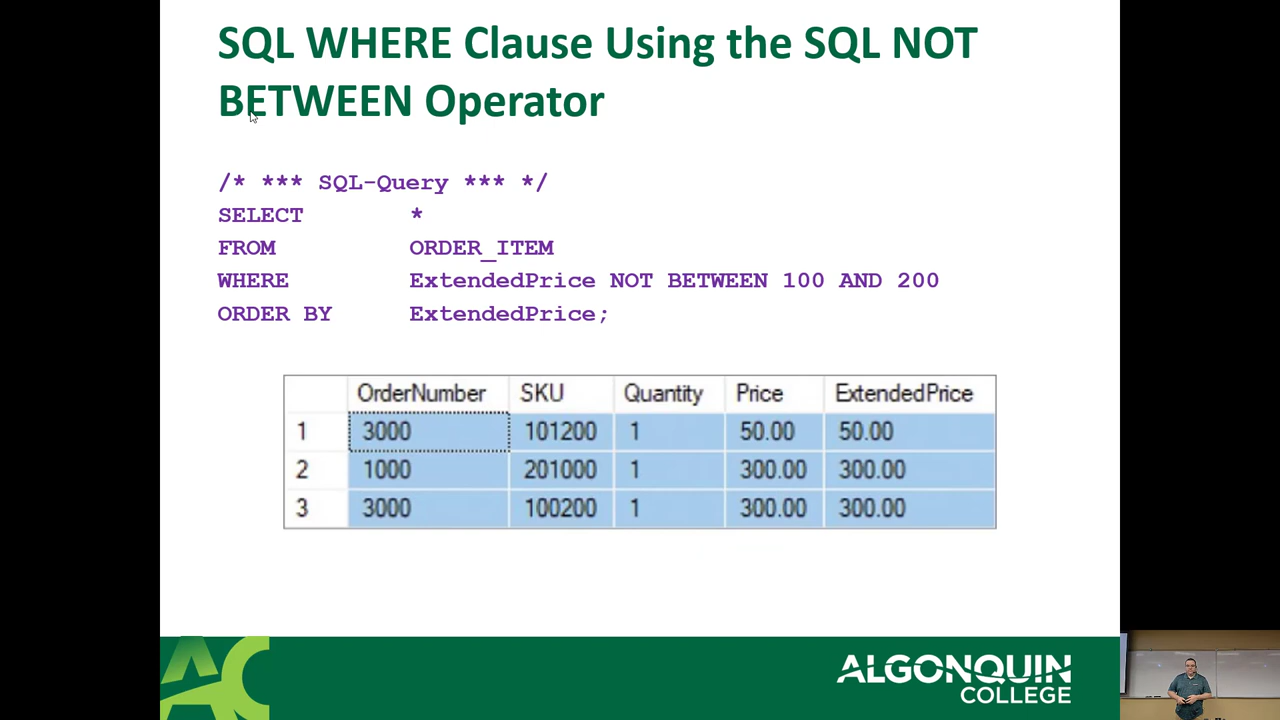 SQL WHERE Clause Using the SQL NOT
BETWEEN Operator
/* *** SQL-Query *** */
SELECT *
FROM ORDER_ITEM
WHERE ExtendedPrice NOT BETWEEN 100 AND 200
ORDER BY ExtendedPrice;
OrderNumber SKU Quantity Price ExtendedPrice
1 3000 101200 1 50.00 50.00
2 1000 201000 1 300.00 300.00
3 3000 100200 1 300.00 300.00
AC
ALGONQUIN
COLLEGE